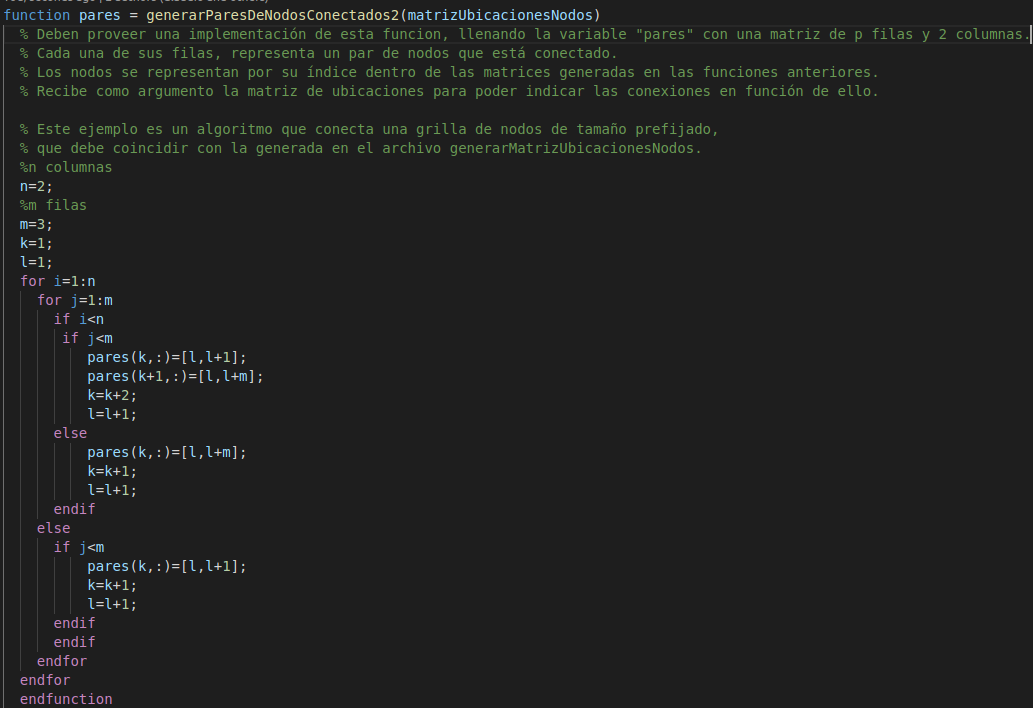 function pares = generarParesDeNodosConectados2(matrizUbicacionesNodos)
% Deben proveer una implementación de esta funcion, llenando la variable "pares" con una matriz de p filas y 2 columnas.
% Cada una de sus filas, representa un par de nodos que está conectado.
% Los nodos se representan por su índice dentro de las matrices generadas en las funciones anteriores.
% Recibe como argumento la matriz de ubicaciones para poder indicar las conexiones en función de ello.
% Este ejemplo es un algoritmo que conecta una grilla de nodos de tamaño prefijado,
% que debe coincidir con la generada en el archivo generarMatrizUbicacionesNodos.
%n columnas
n=2;
%m filas
m=3;
k=1;
l=1;
for i=1:n
for j=1:m
if i<n
if j<m
pares(k,:)=[l,l+1];
pares(k+1,:)=[l,l+m];
k=k+2;
l=l+1;
else
pares(k,:)=[l,l+m];
k=k+1;
l=l+1;
endif
else
if j<m
pares(k,:)=[l,l+1];
k=k+1;
l=l+1;
endif
endif
endfor
endfor
endfunction